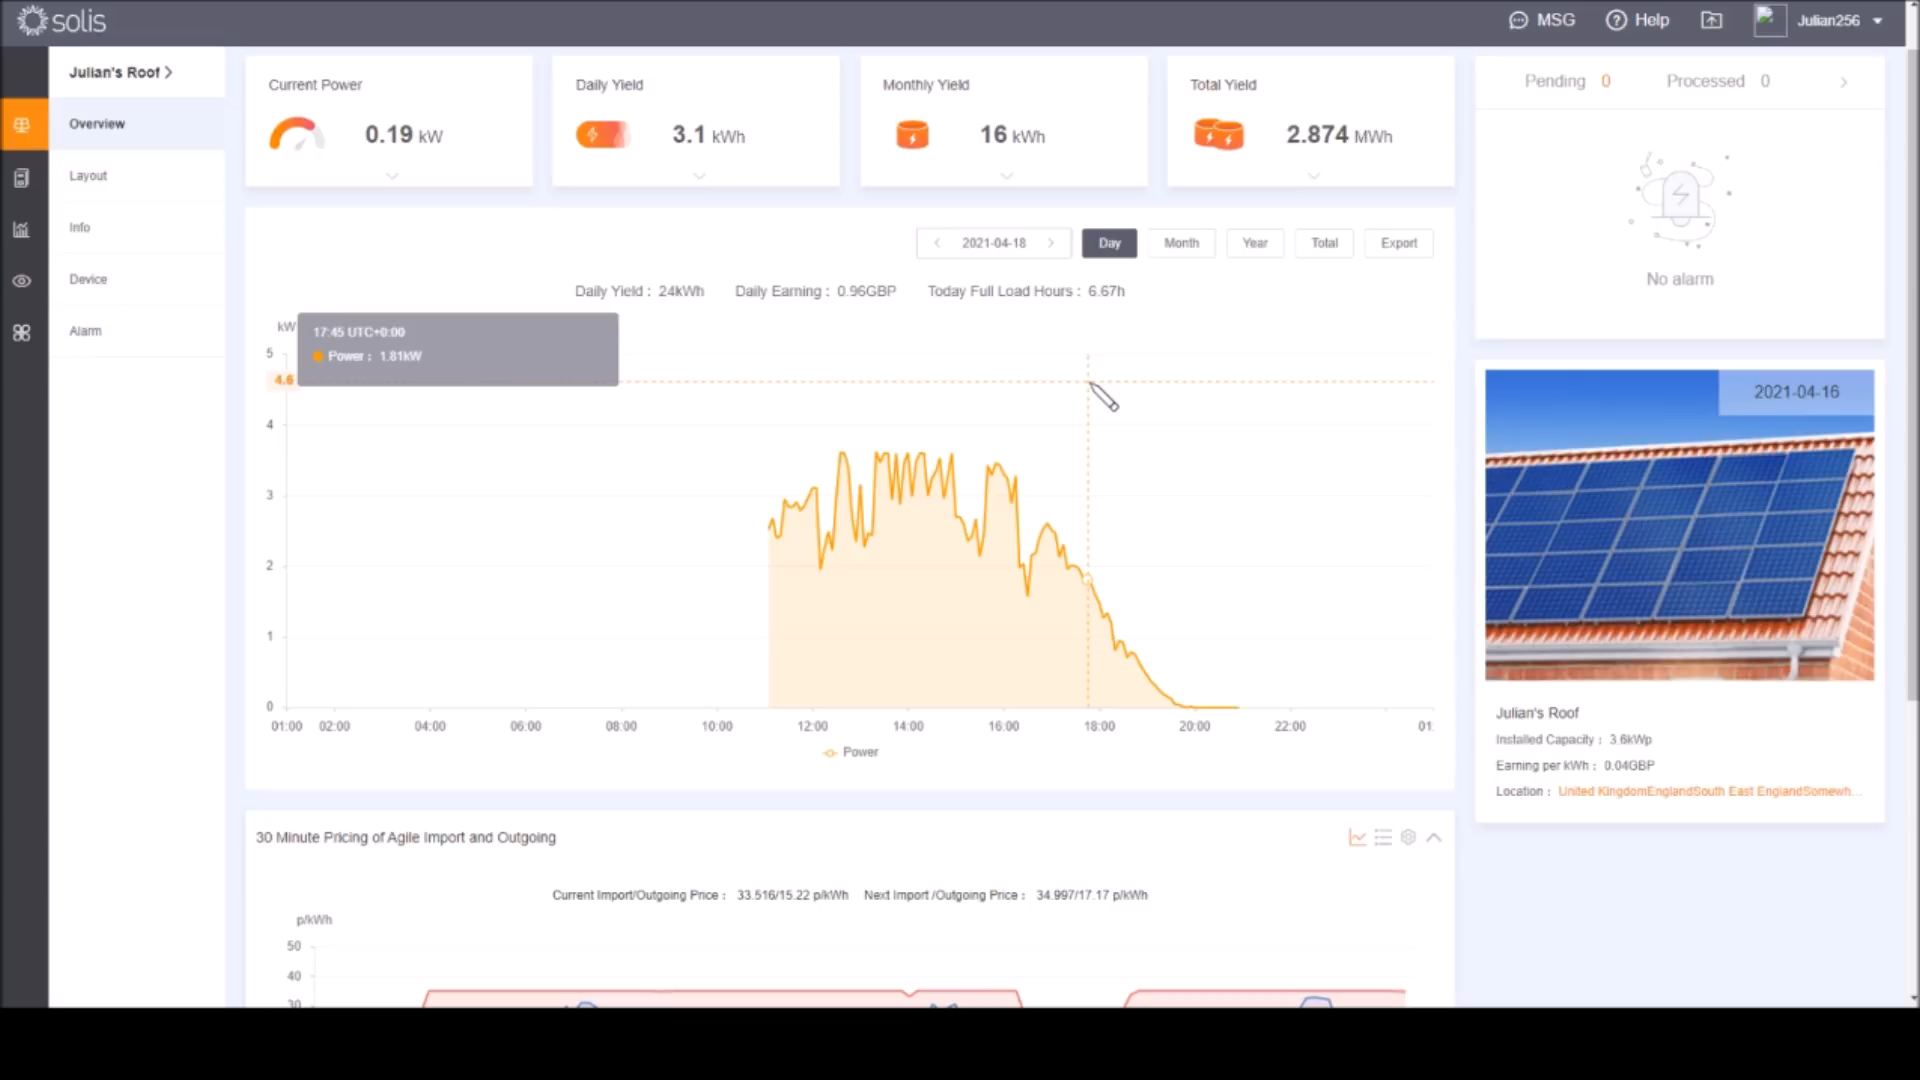 solis
MSG
Help
Julian256
Julian's Roof
Overview
Layout
Info
Device
Alarm
Current Power
0.19 kW
Daily Yield
3.1 kWh
Monthly Yield
16 kWh
Total Yield
2.874 MWh
Pending 0 Processed 0
No alarm
2021-04-18
Day
Month
Year
Total
Export
Daily Yield : 24kWh Daily Earning : 0.96GBP Today Full Load Hours : 6.67h
kW
17:45 UTC+0:00
Power : 1.81kW
5
4.6
4
3
2
1
0
01:00 02:00 04:00 06:00 08:00 10:00 12:00 14:00 16:00 18:00 20:00 22:00 01:
Power
2021-04-16
Julian's Roof
Installed Capacity : 3.6kWp
Earning per kWh : 0.04GBP
Location : United KingdomEnglandSouth East EnglandSomewh...
30 Minute Pricing of Agile Import and Outgoing
Current Import/Outgoing Price : 33.516/15.22 p/kWh Next Import /Outgoing Price : 34.997/17.17 p/kWh
p/kWh
50
40
30